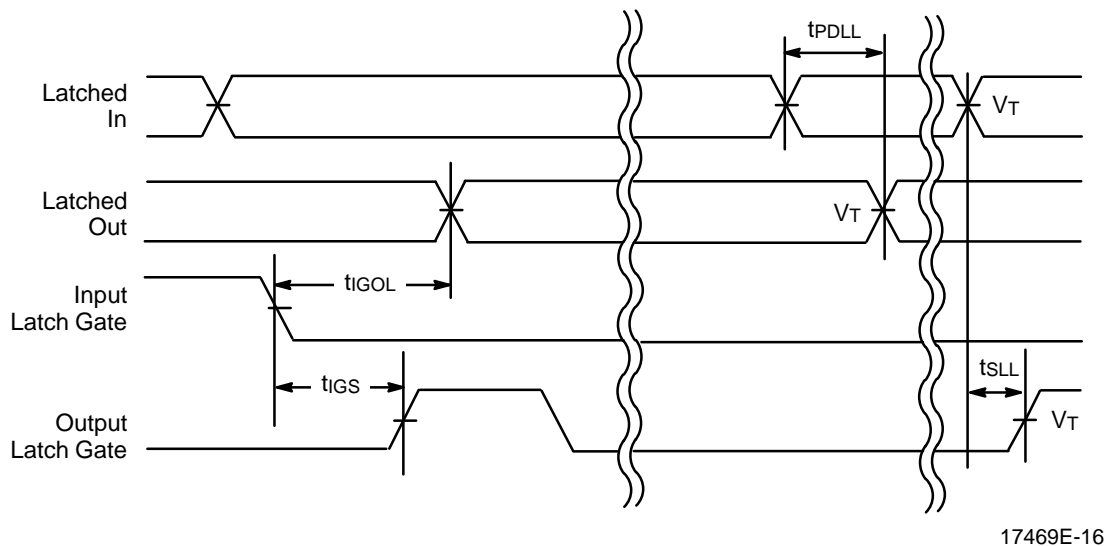 tPDLL
Latched
In
VT
Latched
Out
VT
tIGOL
Input
Latch Gate
tIGS
tSLL
Output
Latch Gate
VT
17469E-16